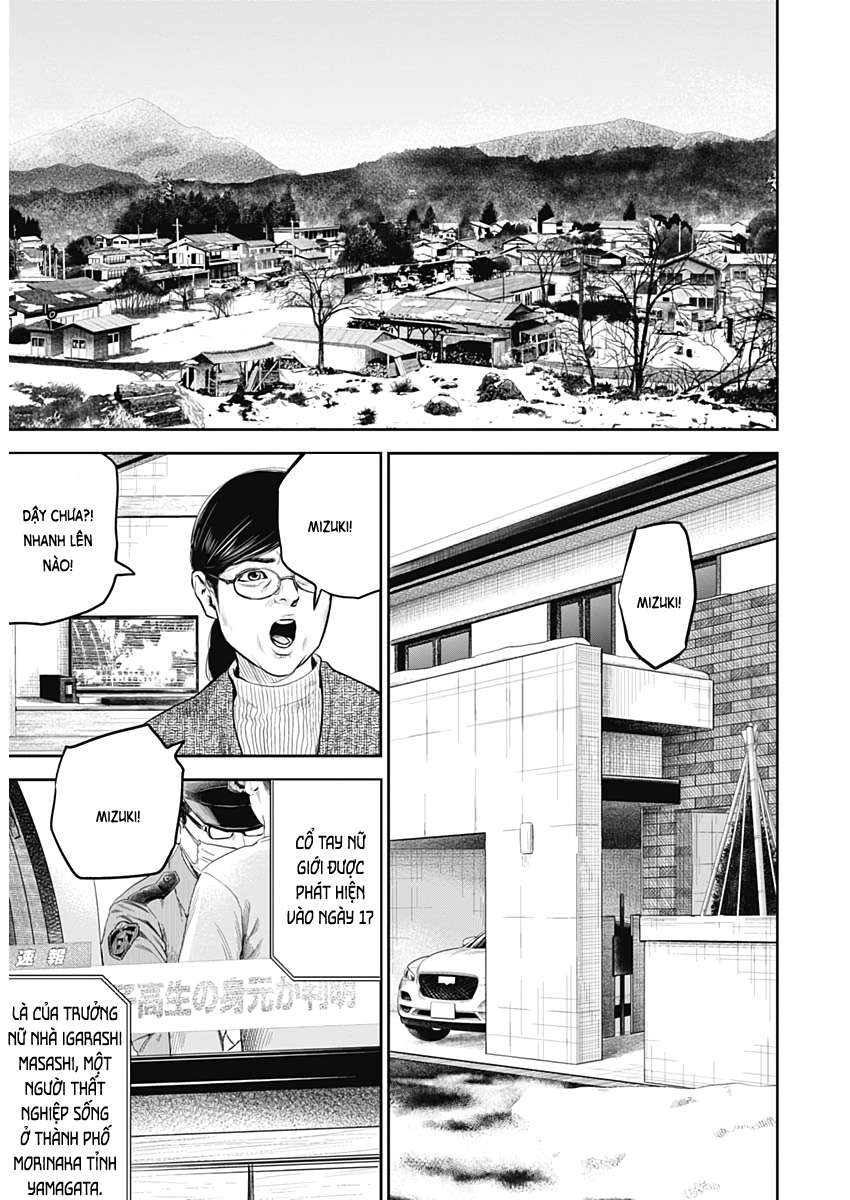 MIZUKI!
MIZUKI!
DẬY CHƯA?!
NHANH LÊN
NÀO!
MIZUKI!
CỔ TAY NỮ
GIỚI ĐƯỢC
PHÁT HIỆN
VÀO NGÀY 17
速報
高生の身元が判明
LÀ CỦA TRƯỞNG
NỮ NHÀ IGARASHI
MASASHI, MỘT
NGƯỜI THẤT
NGHIỆP SỐNG
Ở THÀNH PHỐ
MORINAKA TỈNH
YAMAGATA.